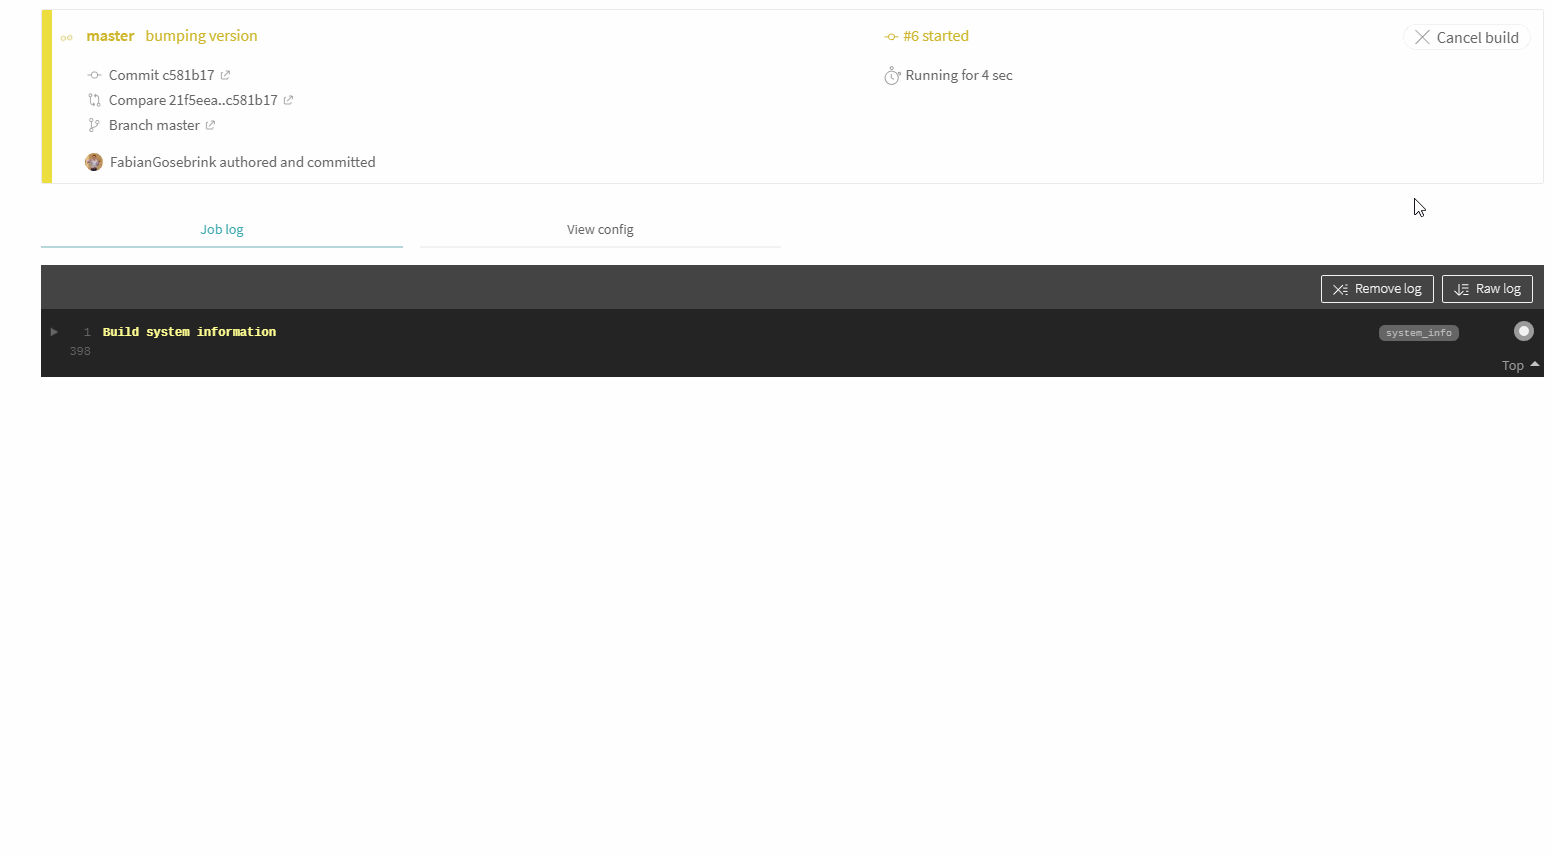 master bumping version
#6 started
Cancel build
Commit c581b17
Running for 4 sec
Compare 21f5eea..c581b17
Branch master
FabianGosebrink authored and committed
Job log
View config
Remove log
Raw log
1 Build system information
system_info
398
Top